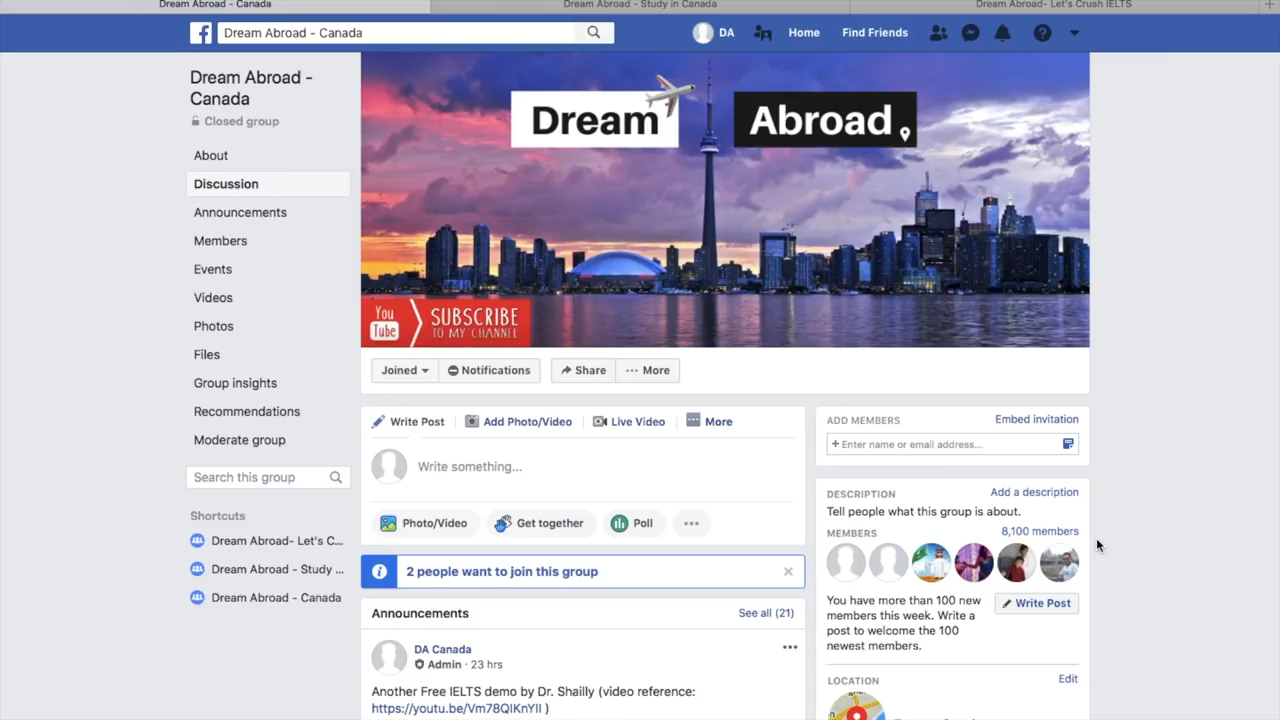 Dream Abroad - Canada
Dream Abroad - Study in Canada
Dream Abroad- Let's Crush IELTS
Dream Abroad - Canada
DA
Home
Find Friends
Dream Abroad -
Canada
Closed group
About
Discussion
Announcements
Members
Events
Videos
Photos
Files
Group insights
Recommendations
Moderate group
Search this group
Shortcuts
Dream Abroad- Let's C...
Dream Abroad - Study ...
Dream Abroad - Canada
Dream Abroad
You
Tube
SUBSCRIBE
TO MY CHANNEL
Joined
Notifications
Share
More
Write Post
Add Photo/Video
Live Video
More
Write something...
Photo/Video
Get together
Poll
2 people want to join this group
Announcements
See all (21)
DA Canada
Admin · 23 hrs
Another Free IELTS demo by Dr. Shailly (video reference:
https://youtu.be/Vm78QIKnYlI )
ADD MEMBERS
Embed invitation
+ Enter name or email address...
DESCRIPTION
Add a description
Tell people what this group is about.
MEMBERS
8,100 members
You have more than 100 new
members this week. Write a
post to welcome the 100
newest members.
Write Post
LOCATION
Edit